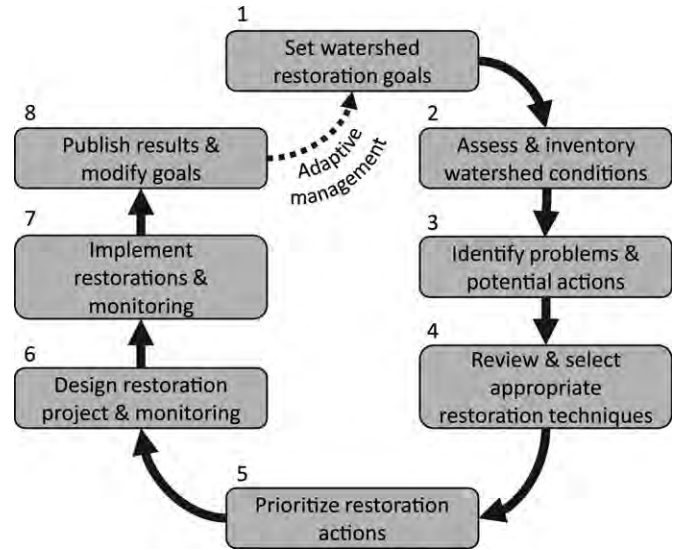 1
Set watershed
restoration goals
2
Assess & inventory
watershed conditions
3
Identify problems &
potential actions
4
Review & select
appropriate
restoration techniques
5
Prioritize restoration
actions
6
Design restoration
project & monitoring
7
Implement
restorations &
monitoring
8
Publish results &
modify goals
Adaptive
management